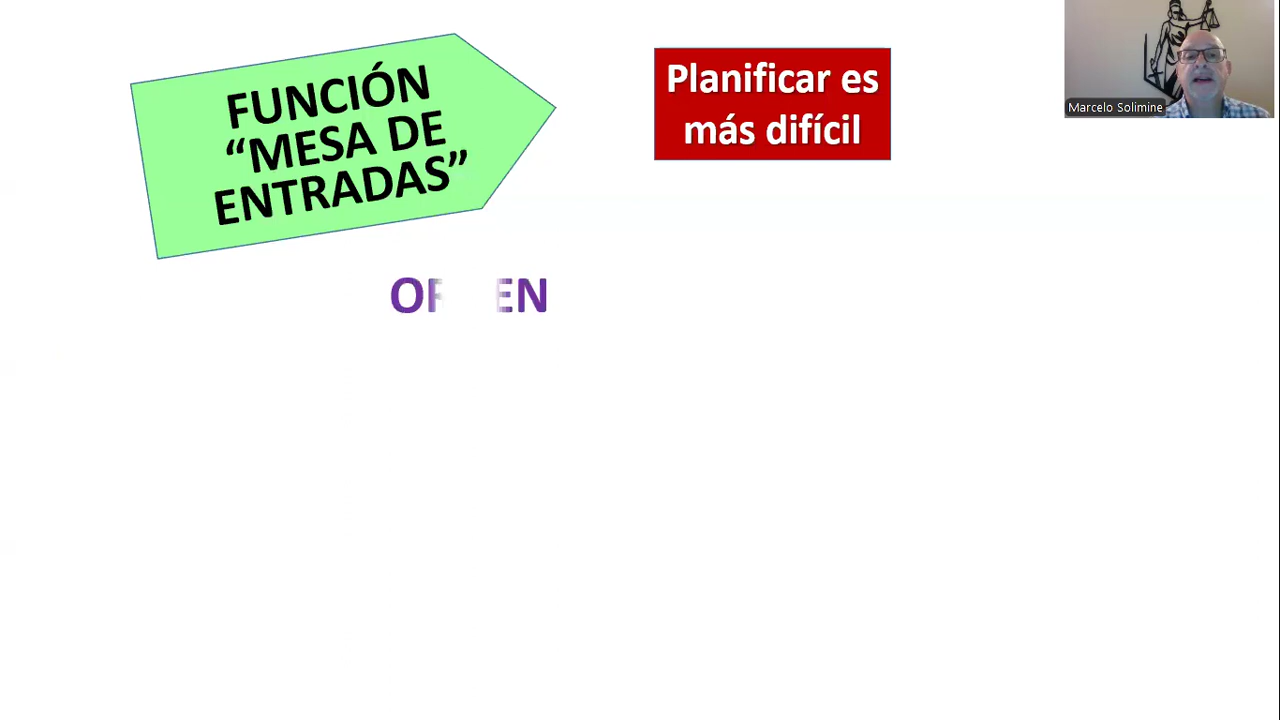 FUNCIÓN
“MESA DE
ENTRADAS”
Planificar es
más difícil
Marcelo Solimine